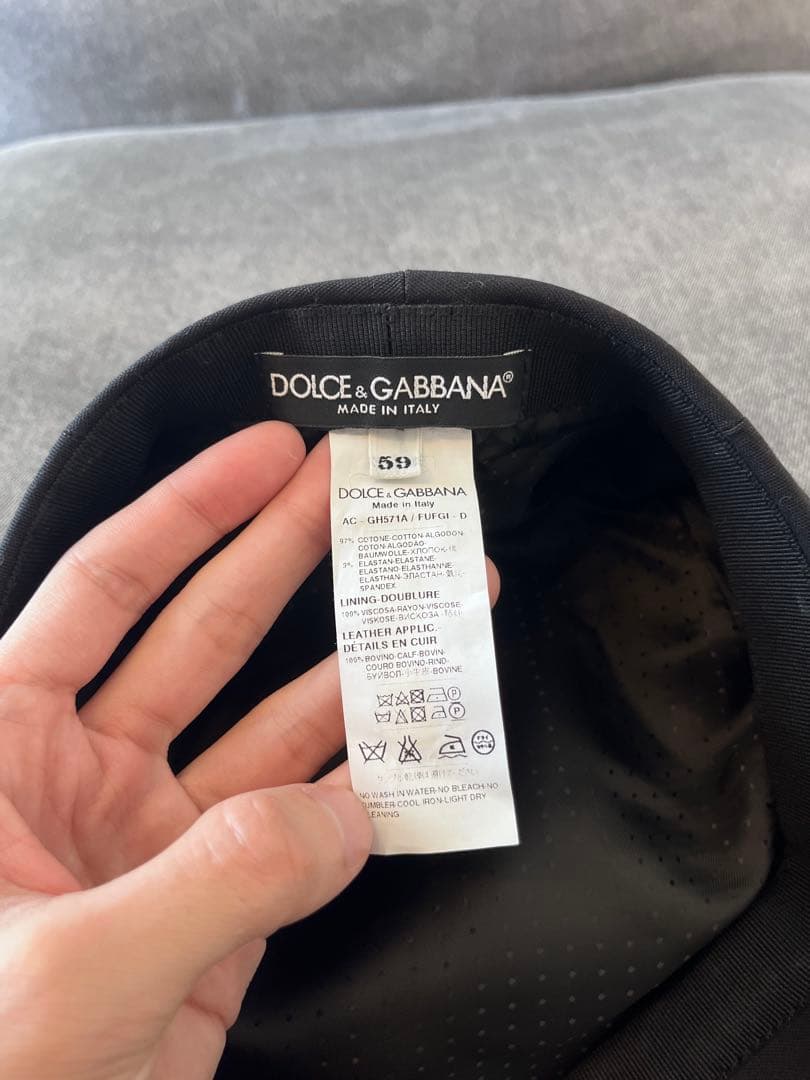 DOLCE & GABBANA®
MADE IN ITALY
59
DOLCE & GABBANA
Made in Italy
AC - GH571A / FUFGI - D
97% COTONE-COTTON-ALGODON-
COTON-ALGODÃO-
BAUMWOLLE-ХЛОПОК-
3% ELASTAN-ELASTANE-
ELASTANO-ELASTHANNE-
ELASTHAN-ЭЛАСТАН-
SPANDEX
LINING-DOUBLURE
100% VISCOSA-RAYON-VISCOSE-
VISKOSE-ВИСКОЗА-
LEATHER APPLIC.-
DÉTAILS EN CUIR
100% BOVINO-CALF-BOVIN-
COURO BOVINO-RIND-
-BOVINE
P
P
NO WASH IN WATER-NO BLEACH-NO
TUMBLER-COOL IRON-LIGHT DRY
CLEANING